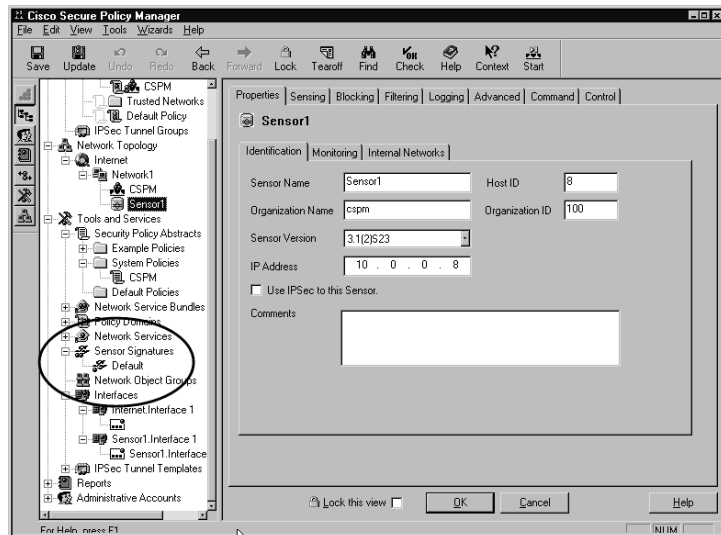 Cisco Secure Policy Manager
File Edit View Tools Wizards Help
Save Update Undo Redo Back Forward Lock Tearoff Find Check Help Context Start
CSPM
Trusted Networks
Default Policy
IPSec Tunnel Groups
Network Topology
Internet
Network1
CSPM
Sensor1
Tools and Services
Security Policy Abstracts
Example Policies
System Policies
CSPM
Default Policies
Network Service Bundles
Policy Domains
Network Services
Sensor Signatures
Default
Network Object Groups
Interfaces
Internet.Interface 1
Sensor1.Interface 1
Sensor1.Interface
IPSec Tunnel Templates
Reports
Administrative Accounts
Properties Sensing Blocking Filtering Logging Advanced Command Control
Sensor1
Identification Monitoring Internal Networks
Sensor Name Sensor1 Host ID 8
Organization Name cspm Organization ID 100
Sensor Version 3.1(2)S23
IP Address 10 . 0 . 0 . 8
Use IPSec to this Sensor.
Comments
Lock this view OK Cancel Help
For Help, press F1 NUM